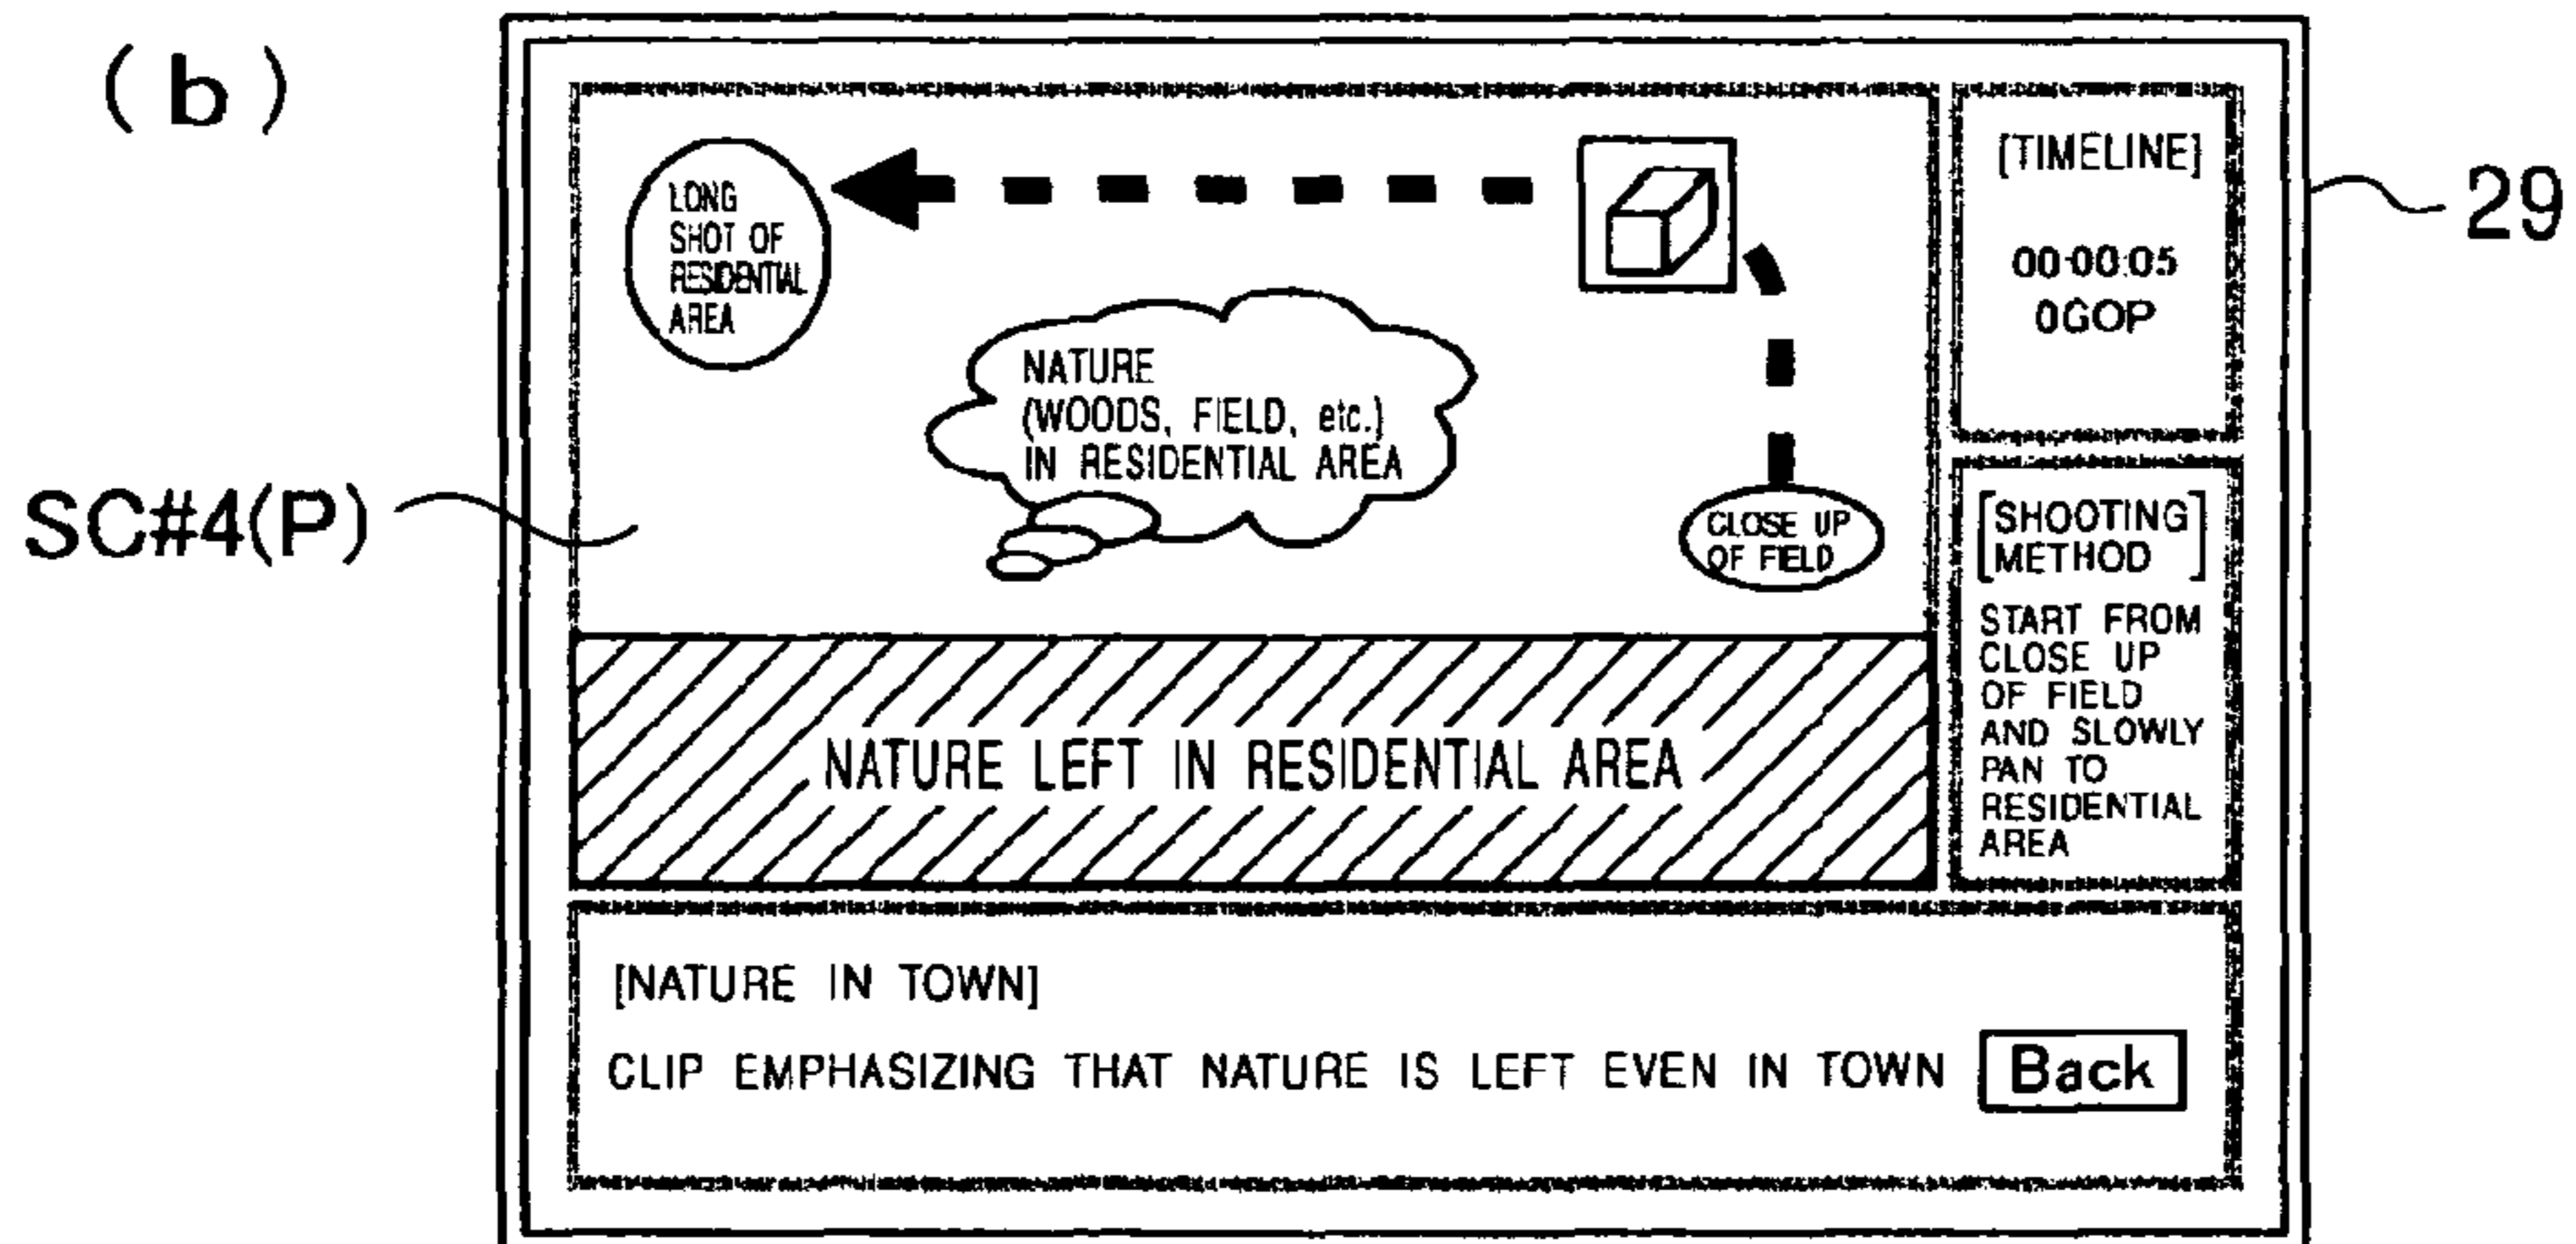 (b)
LONG
SHOT OF
RESIDENTIAL
AREA
NATURE
(WOODS, FIELD, etc.)
IN RESIDENTIAL AREA
CLOSE UP
OF FIELD
NATURE LEFT IN RESIDENTIAL AREA
[TIMELINE]
00:00:05
0GOP
[SHOOTING
METHOD]
START FROM
CLOSE UP
OF FIELD
AND SLOWLY
PAN TO
RESIDENTIAL
AREA
[NATURE IN TOWN]
CLIP EMPHASIZING THAT NATURE IS LEFT EVEN IN TOWN
Back
SC#4(P)
29